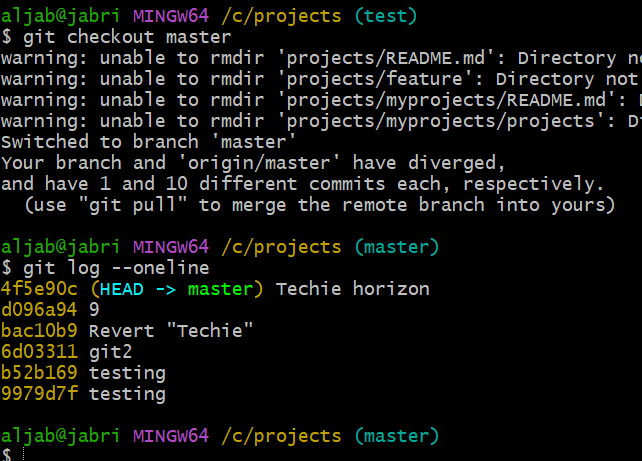 aljab@jabri MINGW64 /c/projects (test)
$ git checkout master
warning: unable to rmdir 'projects/README.md': Directory no
warning: unable to rmdir 'projects/feature': Directory not
warning: unable to rmdir 'projects/myprojects/README.md':
warning: unable to rmdir 'projects/myprojects/projects': Di
Switched to branch 'master'
Your branch and 'origin/master' have diverged,
and have 1 and 10 different commits each, respectively.
(use "git pull" to merge the remote branch into yours)
aljab@jabri MINGW64 /c/projects (master)
$ git log --oneline
4f5e90c (HEAD -> master) Techie horizon
d096a94 9
bac10b9 Revert "Techie"
6d03311 git2
b52b169 testing
9979d7f testing
aljab@jabri MINGW64 /c/projects (master)
$